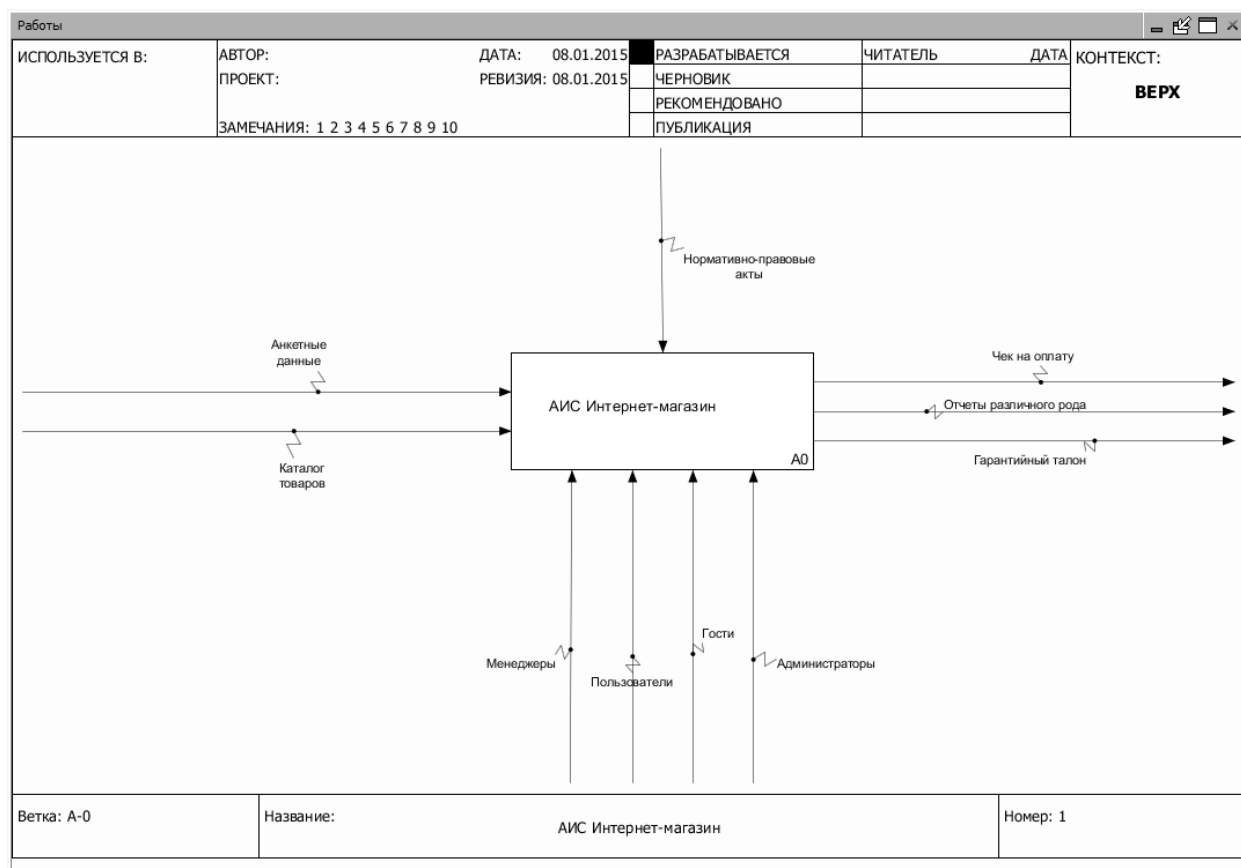 Работы
ИСПОЛЬЗУЕТСЯ В:
АВТОР:
ДАТА: 08.01.2015
ПРОЕКТ:
РЕВИЗИЯ: 08.01.2015
ЗАМЕЧАНИЯ: 1 2 3 4 5 6 7 8 9 10
РАЗРАБАТЫВАЕТСЯ
ЧЕРНОВИК
РЕКОМЕНДОВАНО
ПУБЛИКАЦИЯ
ЧИТАТЕЛЬ
ДАТА
КОНТЕКСТ:
ВЕРХ
Нормативно-правовые
акты
Анкетные
данные
Каталог
товаров
АИС Интернет-магазин
A0
Чек на оплату
Отчеты различного рода
Гарантийный талон
Менеджеры
Пользователи
Гости
Администраторы
Ветка: A-0
Название:
АИС Интернет-магазин
Номер: 1